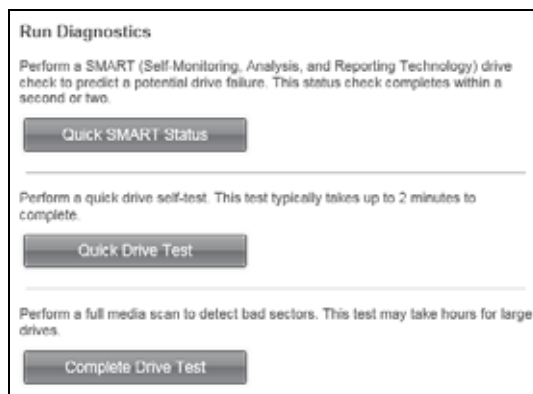 Run Diagnostics
Perform a SMART (Self-Monitoring, Analysis, and Reporting Technology) drive
check to predict a potential drive failure. This status check completes within a
second or two.
Quick SMART Status
Perform a quick drive self-test. This test typically takes up to 2 minutes to
complete.
Quick Drive Test
Perform a full media scan to detect bad sectors. This test may take hours for large
drives.
Complete Drive Test